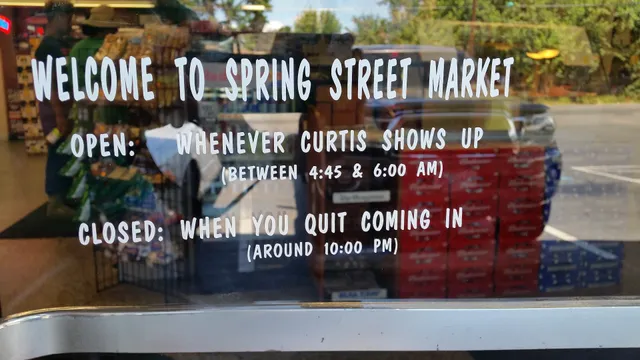 WELCOME TO SPRING STREET MARKET
OPEN: WHENEVER CURTIS SHOWS UP
(BETWEEN 4:45 & 6:00 AM)
CLOSED: WHEN YOU QUIT COMING IN
(AROUND 10:00 PM)